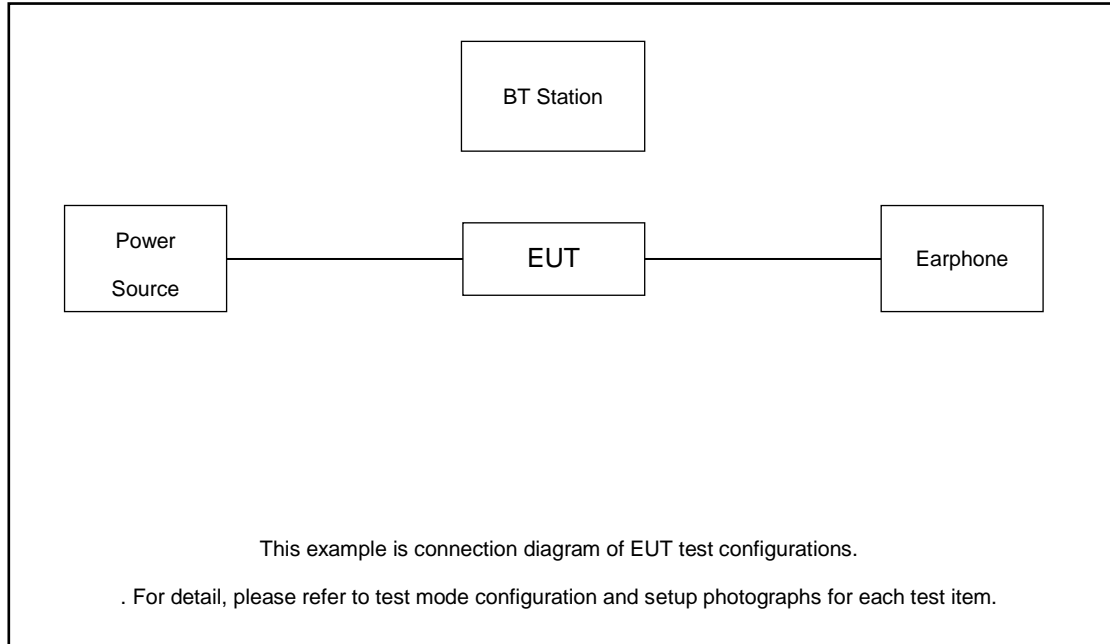 BT Station
Power
Source
EUT
Earphone
This example is connection diagram of EUT test configurations.
. For detail, please refer to test mode configuration and setup photographs for each test item.